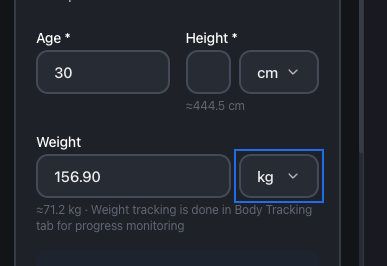 Age *
Height *
30
cm
≈444.5 cm
Weight
156.90
kg
≈71.2 kg · Weight tracking is done in Body Tracking
tab for progress monitoring